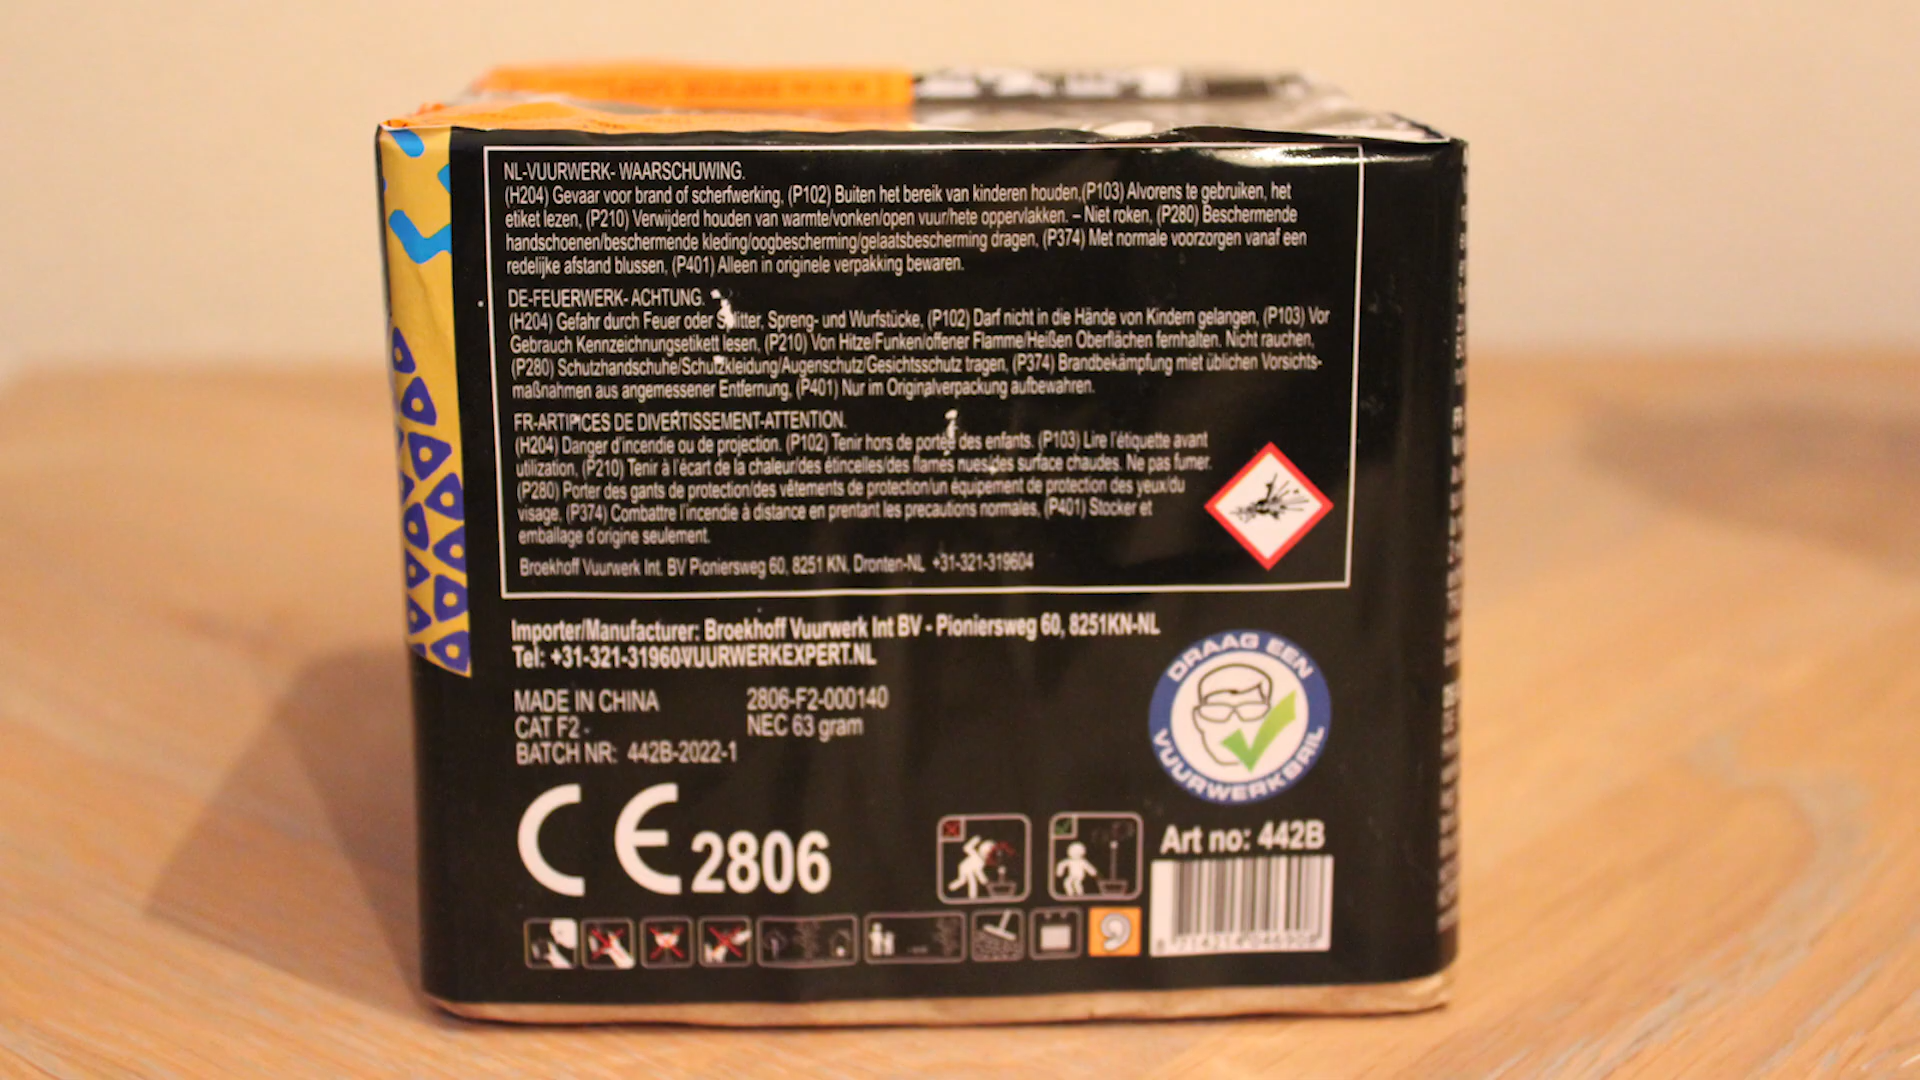 NL-VUURWERK- WAARSCHUWING.
(H204) Gevaar voor brand of scherfwerking, (P102) Buiten het bereik van kinderen houden,(P103) Alvorens te gebruiken, het
etiket lezen, (P210) Verwijderd houden van warmte/vonken/open vuur/hete oppervlakken. – Niet roken, (P280) Beschermende
handschoenen/beschermende kleding/oogbescherming/gelaatsbescherming dragen, (P374) Met normale voorzorgen vanaf een
redelijke afstand blussen, (P401) Alleen in originele verpakking bewaren.
DE-FEUERWERK- ACHTUNG.
(H204) Gefahr durch Feuer oder Splitter, Spreng- und Wurfstücke, (P102) Darf nicht in die Hände von Kindern gelangen, (P103) Vor
Gebrauch Kennzeichnungsetikett lesen, (P210) Von Hitze/Funken/offener Flamme/Heißen Oberflächen fernhalten. Nicht rauchen,
(P280) Schutzhandschuhe/Schutzkleidung/Augenschutz/Gesichtsschutz tragen, (P374) Brandbekämpfung miet üblichen Vorsichts-
maßnahmen aus angemessener Entfernung, (P401) Nur im Originalverpackung aufbewahren.
FR-ARTIFICES DE DIVERTISSEMENT-ATTENTION.
(H204) Danger d'incendie ou de projection. (P102) Tenir hors de portée des enfants. (P103) Lire l'étiquette avant
utilization, (P210) Tenir à l'écart de la chaleur/des étincelles/des flames nues/des surface chaudes. Ne pas fumer.
(P280) Porter des gants de protection/des vêtements de protection/un équipement de protection des yeux/du
visage, (P374) Combattre l'incendie à distance en prentant les precautions normales, (P401) Stocker et
emballage d'origine seulement.
Broekhoff Vuurwerk Int. BV Pioniersweg 60, 8251 KN, Dronten-NL +31-321-319604
Importer/Manufacturer: Broekhoff Vuurwerk Int BV - Pioniersweg 60, 8251KN-NL
Tel: +31-321-31960 VUURWERKEXPERT.NL
MADE IN CHINA 2806-F2-000140
CAT F2 - NEC 63 gram
BATCH NR: 442B-2022-1
DRAAG EEN
VUURWERKBRIL
CE 2806
Art no: 442B